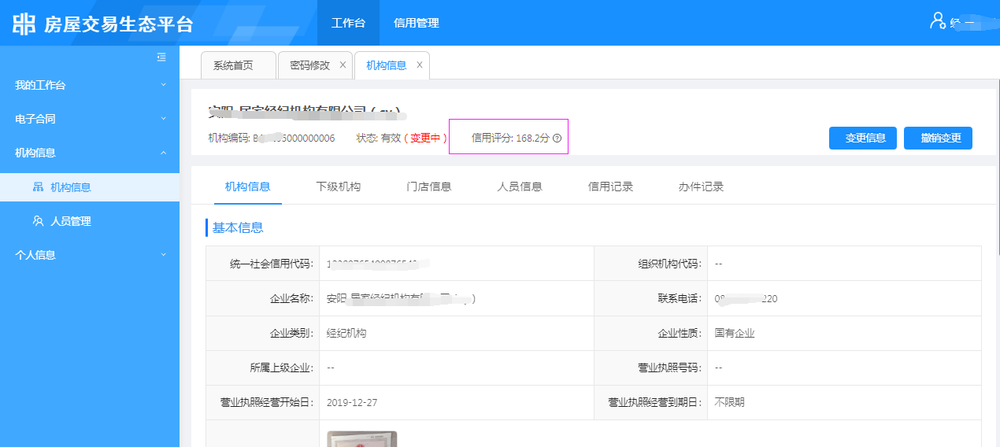 房屋交易生态平台
工作台
信用管理
经
我的工作台
电子合同
机构信息
机构信息
人员管理
个人信息
系统首页
密码修改 X
机构信息 X
机构编码: B 5000000006 状态: 有效 ( 变更中 ) 信用评分: 168.2分
变更信息
撤销变更
机构信息
下级机构
门店信息
人员信息
信用记录
办件记录
基本信息
统一社会信用代码:
组织机构代码: --
企业名称: 安阳
联系电话: 220
企业类别: 经纪机构
企业性质: 国有企业
所属上级企业: --
营业执照号码: --
营业执照经营开始日: 2019-12-27
营业执照经营到期日: 不限期